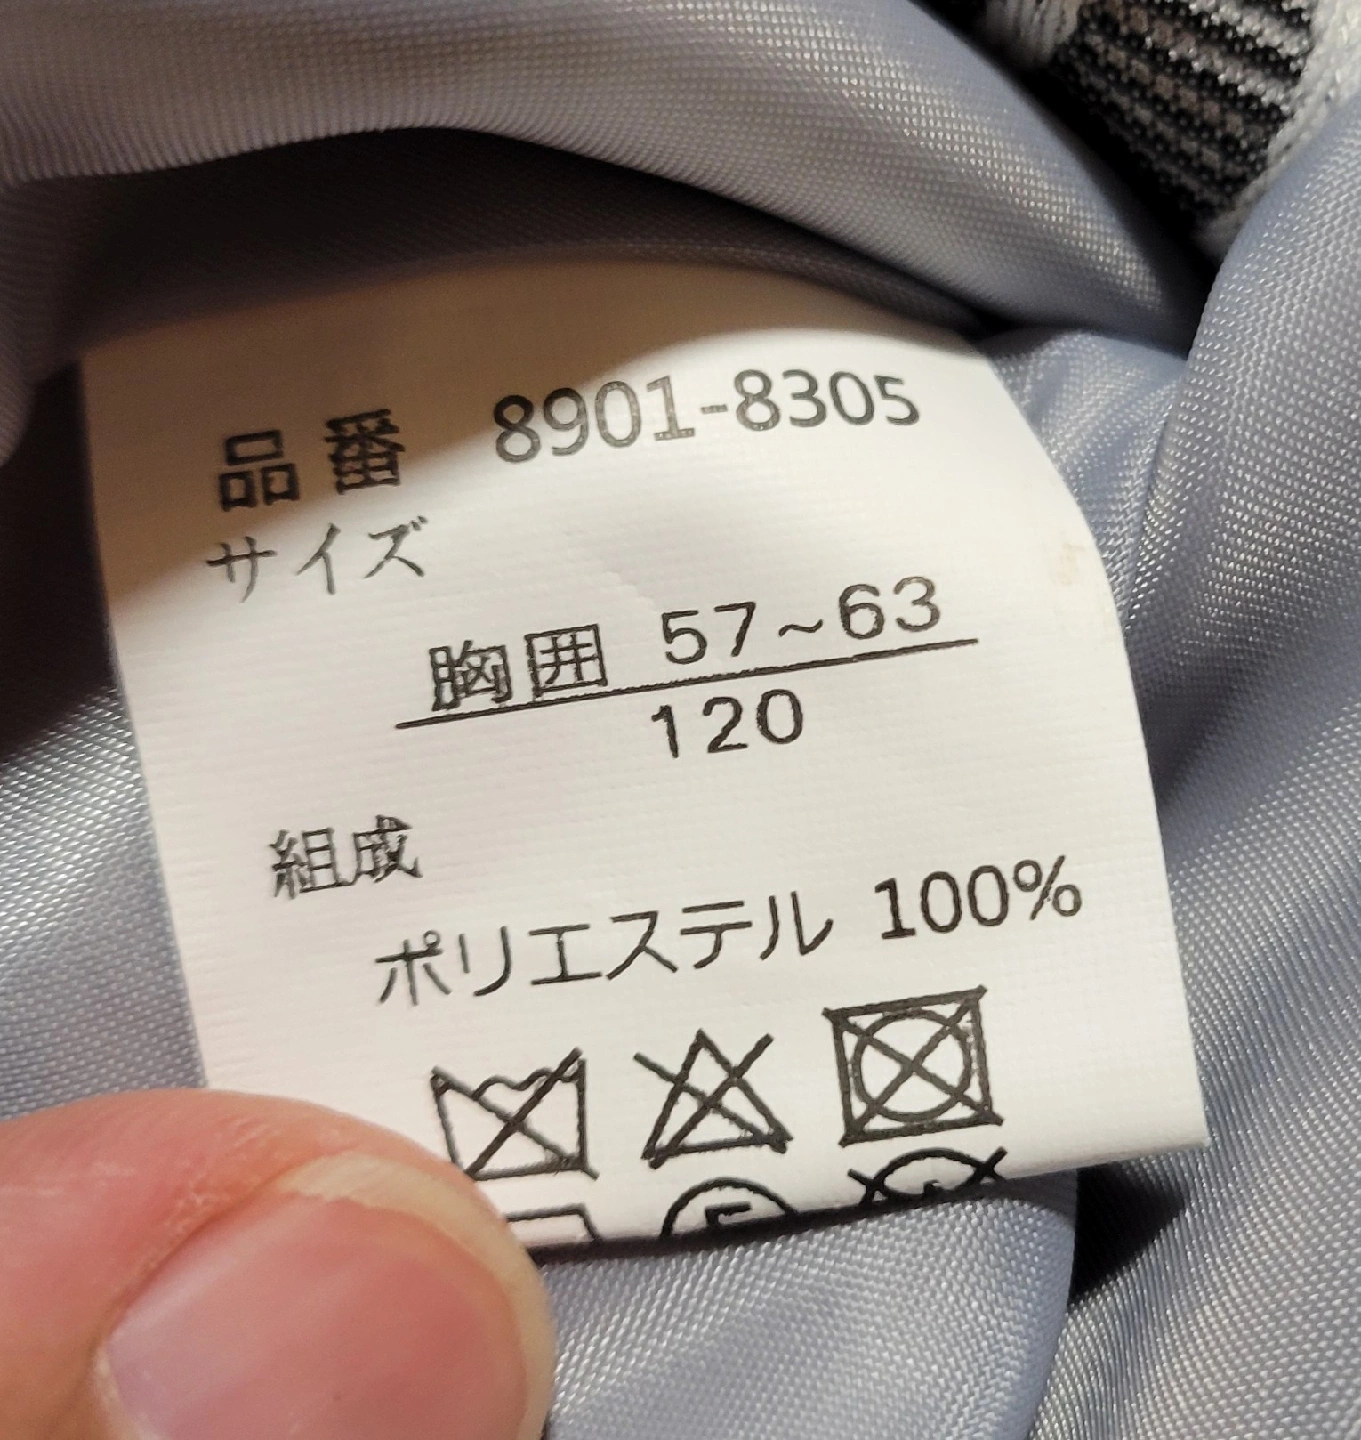 品番 8901-8305
サイズ
胸囲 57~63
120
組成
ポリエステル 100%